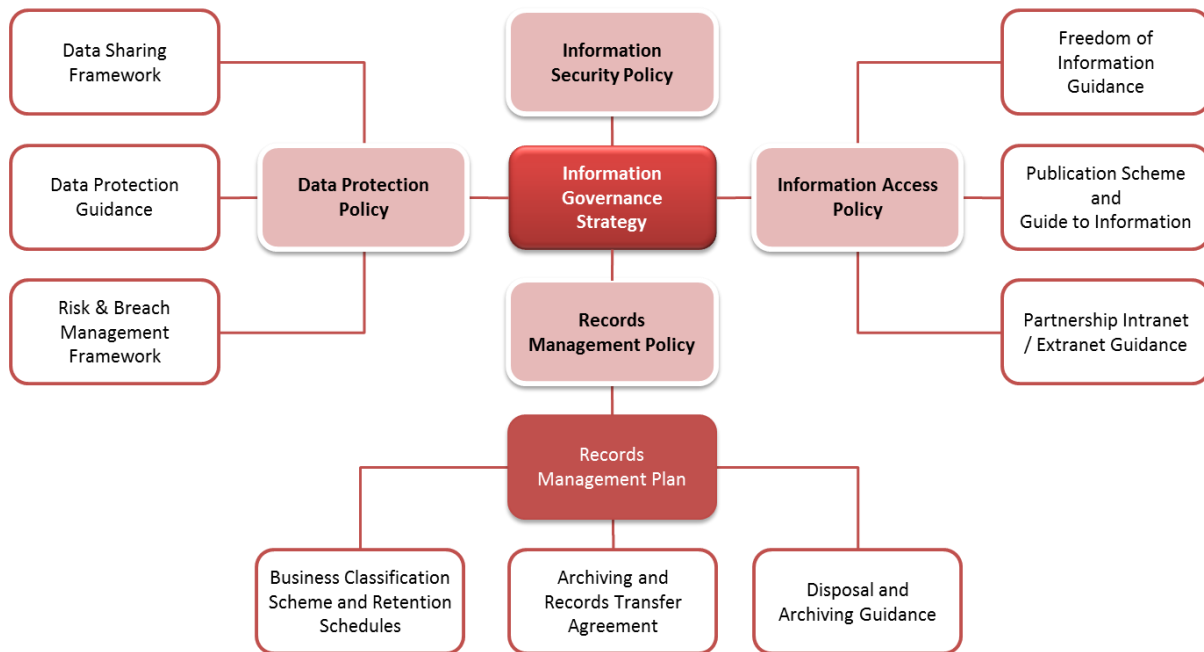 Data Sharing
Framework
Information
Security Policy
Freedom of
Information
Guidance
Data Protection
Guidance
Data Protection
Policy
Information
Governance
Strategy
Information Access
Policy
Publication Scheme
and
Guide to Information
Risk & Breach
Management
Framework
Records
Management Policy
Partnership Intranet
/ Extranet Guidance
Records
Management Plan
Business Classification
Scheme and Retention
Schedules
Archiving and
Records Transfer
Agreement
Disposal and
Archiving Guidance